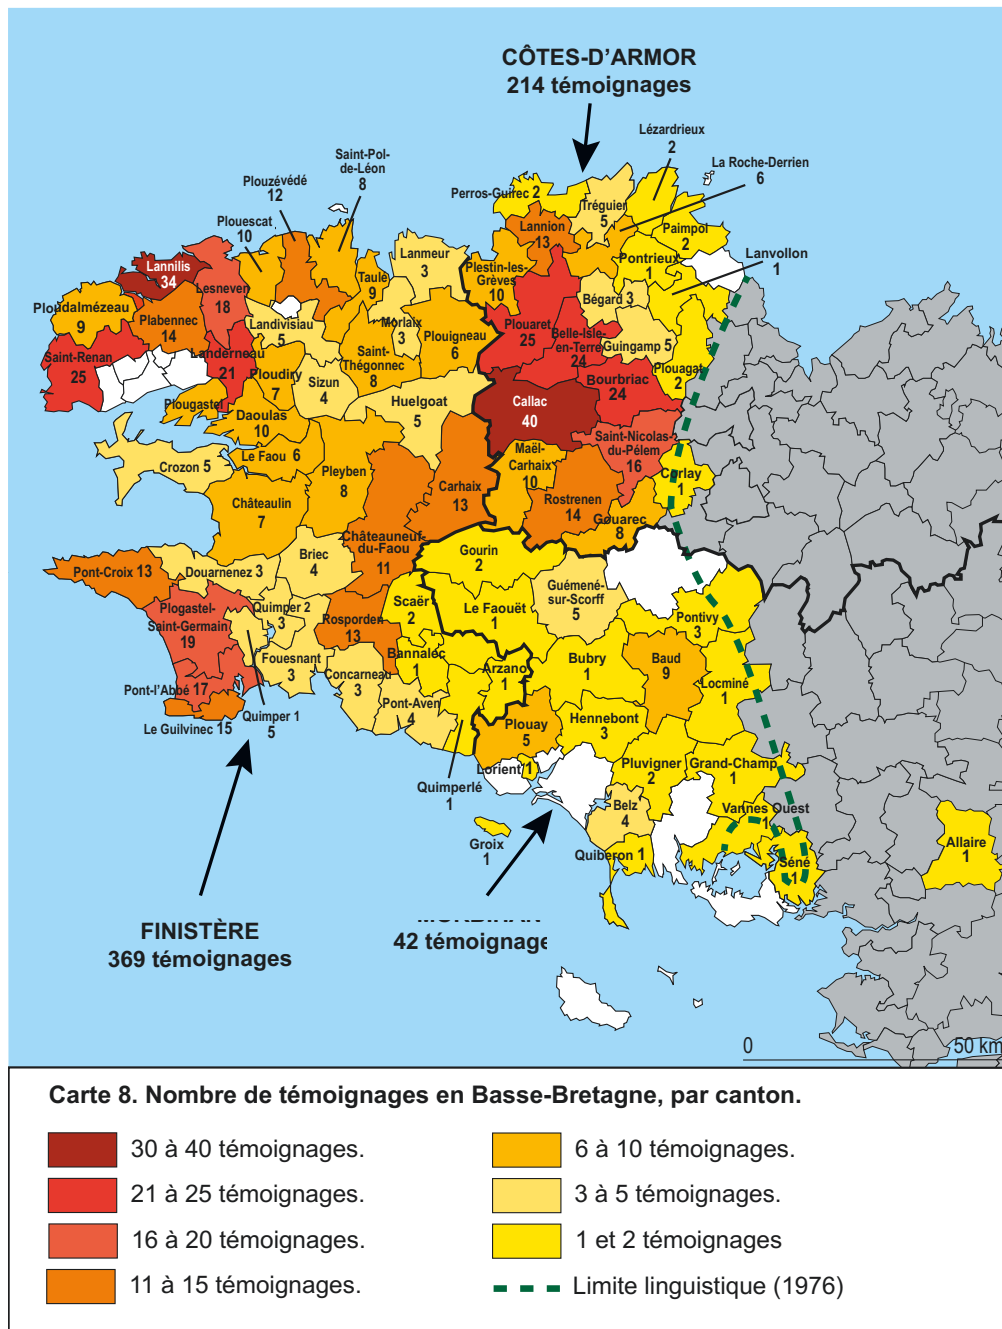 CÔTES-D'ARMOR
214 témoignages
Lézardrieux
2
La Roche-Derrien
6
Saint-Pol-
de-Léon
8
Plouzévédé
12
Plouescat
10
Perros-Guirec 2
Tréguier
5
Paimpol
2
Lannion
13
Lanvollon
1
Pontrieux
1
Lanmeur
3
Lannilis
34
Lesneven
18
Taulé
9
Plestin-les-
Grèves
10
Bégard 3
Ploudalmézeau
9
Plabennec
14
Landivisiau
5
Morlaix
3
Plouigneau
6
Plouaret
25
Belle-Isle-
en-Terre
24
Guingamp 5
Saint-Renan
25
Landerneau
21
Ploudiry
7
Saint-
Thégonnec
8
Plouagat
2
Sizun
4
Bourbriac
24
Plougastel
Daoulas
10
Huelgoat
5
Callac
40
Saint-Nicolas-
du-Pélem
16
Le Faou 6
Crozon 5
Pleyben
8
Maël-
Carhaix
10
Corlay
1
Carhaix
13
Rostrenen
14
Châteaulin
7
Gouarec
8
Châteauneuf-
du-Faou
11
Briec
4
Gourin
2
Pont-Croix 13
Douarnenez 3
Guémené-
sur-Scorff
5
Quimper 2
3
Scaër
2
Le Faouët
1
Plogastel-
Saint-Germain
19
Rosporden
13
Pontivy
3
Bannalec
1
Fouesnant
3
Bubry
1
Baud
9
Concarneau
3
Arzano
1
Locminé
1
Pont-l'Abbé 17
Pont-Aven
4
Le Guilvinec 15
Quimper 1
5
Plouay
5
Hennebont
3
Lorient 1
Pluvigner
2
Grand-Champ
1
Quimperlé
1
Belz
4
Vannes Ouest
1
Groix
1
Quiberon 1
Séné
1
Allaire
1
FINISTÈRE
369 témoignages
42 témoignage
0 50 km
Carte 8. Nombre de témoignages en Basse-Bretagne, par canton.
30 à 40 témoignages.
21 à 25 témoignages.
16 à 20 témoignages.
11 à 15 témoignages.
6 à 10 témoignages.
3 à 5 témoignages.
1 et 2 témoignages
Limite linguistique (1976)